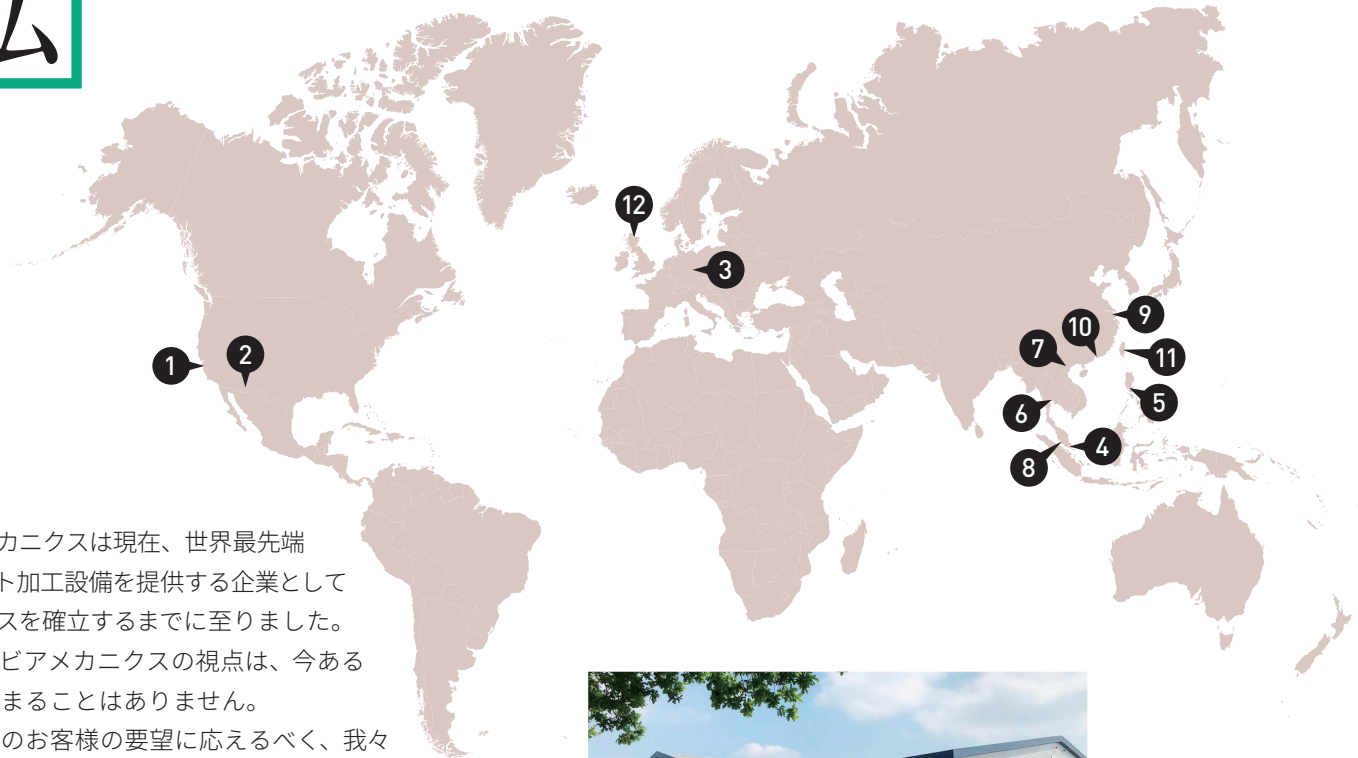 12
3
9
10
7
2
11
1
5
6
4
8
カニクスは現在、世界最先端
ト加工設備を提供する企業として
スを確立するまでに至りました。
ビアメカニクスの視点は、今ある
まることはありません。
のお客様の要望に応えるべく、我々